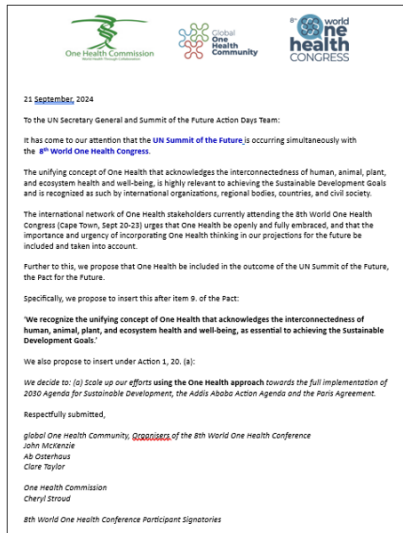 One Health Commission
World Health Through Collaboration
Global
One
Health
Community
8th world
one
health
CONGRESS
21 September, 2024
To the UN Secretary General and Summit of the Future Action Days Team:
It has come to our attention that the UN Summit of the Future is occurring simultaneously with
the 8th World One Health Congress.
The unifying concept of One Health that acknowledges the interconnectedness of human, animal, plant,
and ecosystem health and well-being, is highly relevant to achieving the Sustainable Development Goals
and is recognized as such by international organizations, regional bodies, countries, and civil society.
The international network of One Health stakeholders currently attending the 8th World One Health
Congress (Cape Town, Sept 20-23) urges that One Health be openly and fully embraced, and that the
importance and urgency of incorporating One Health thinking in our projections for the future be
included and taken into account.
Further to this, we propose that One Health be included in the outcome of the UN Summit of the Future,
the Pact for the Future.
Specifically, we propose to insert this after item 9. of the Pact:
‘We recognize the unifying concept of One Health that acknowledges the interconnectedness of
human, animal, plant, and ecosystem health and well-being, as essential to achieving the Sustainable
Development Goals.’
We also propose to insert under Action 1, 20. (a):
We decide to: (a) Scale up our efforts using the One Health approach towards the full implementation of
2030 Agenda for Sustainable Development, the Addis Ababa Action Agenda and the Paris Agreement.
Respectfully submitted,
global One Health Community, Organisers of the 8th World One Health Conference
John McKenzie
Ab Osterhaus
Clare Taylor
One Health Commission
Cheryl Stroud
8th World One Health Conference Participant Signatories